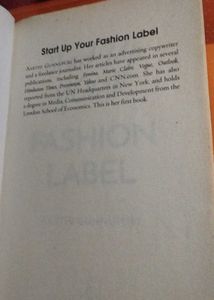 Start Up Your Fashion Label
has worked as an advertising copywriter
and a freelance journalist. Her articles have appeared in several
publications including Femina, Marie Claire, Vogue, Outlook,
Hindustan Times, Prevention, Yahoo and CNN.com. She has also
reported from the UN Headquarters in New York, and holds
a degree in Media, Communication and Development from the
London School of Economics. This is her first book.